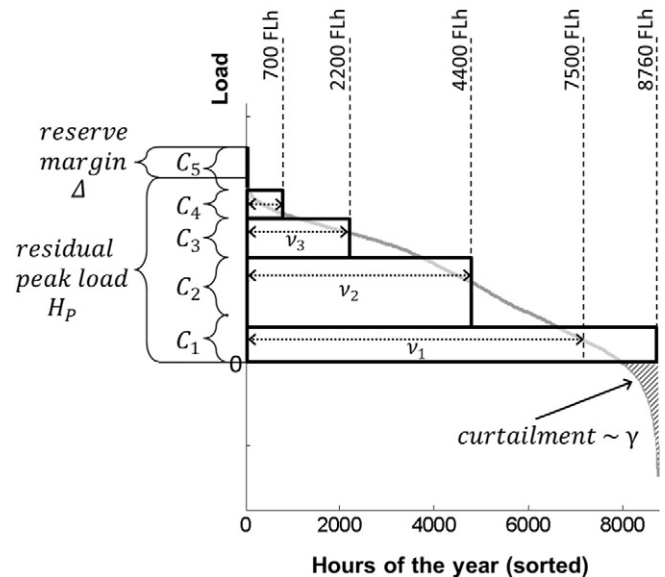 700 FLh
2200 FLh
4400 FLh
7500 FLh
8760 FLh
Load
reserve
margin
Δ
C₅
C₄
C₃
C₂
C₁
residual
peak load
H_P
ν₃
ν₂
ν₁
0
curtailment ~ γ
0 2000 4000 6000 8000
Hours of the year (sorted)